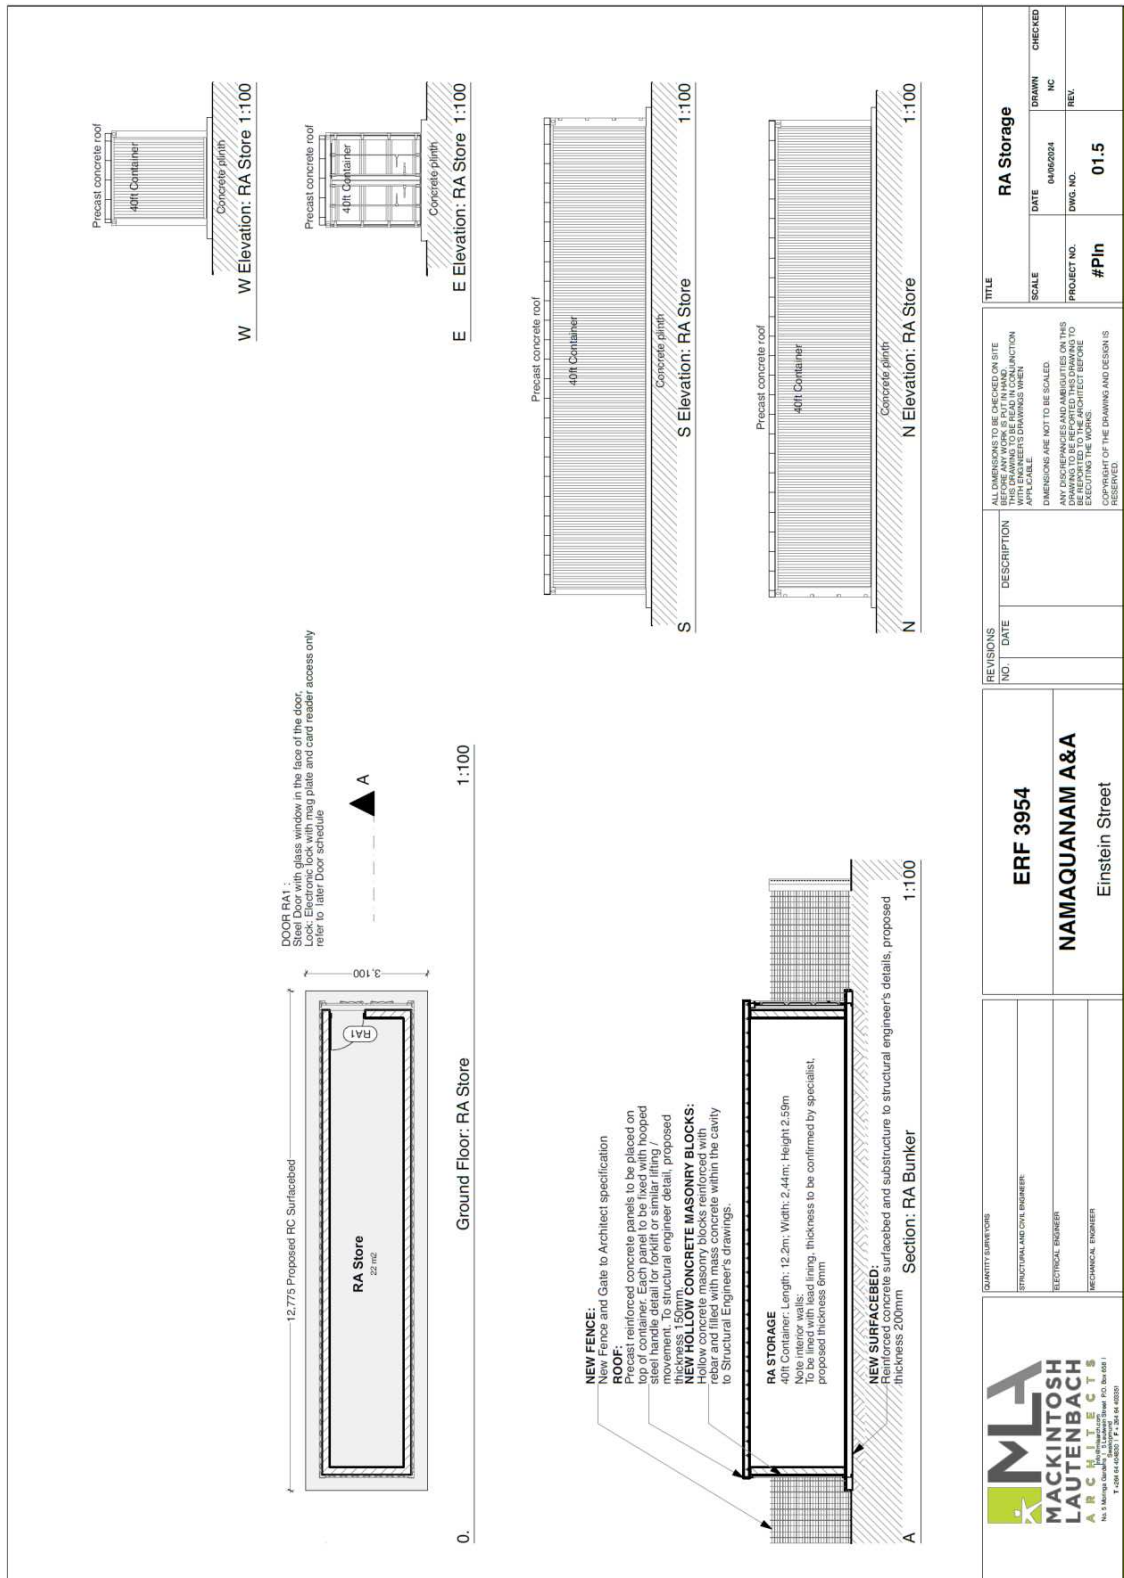 Precast concrete roof
40ft Container
Concrete plinth
W    W Elevation: RA Store 1:100
Precast concrete roof
40ft Container
Concrete plinth
E    E Elevation: RA Store 1:100
Precast concrete roof
40ft Container
Concrete plinth
S    S Elevation: RA Store    1:100
Precast concrete roof
40ft Container
Concrete plinth
N    N Elevation: RA Store    1:100
DOOR RA1 :
Steel Door with glass window in the face of the door,
Lock: Electronic lock with mag plate and card reader access only
refer to later Door schedule
A
12,775 Proposed RC Surfacebed
3,100
RA1
RA Store
22 m2
0.    Ground Floor: RA Store    1:100
NEW FENCE:
New Fence and Gate to Architect specification
ROOF:
Precast reinforced concrete panels to be placed on
top of container. Each panel to be fixed with hooped
steel handle detail for forklift or similar lifting /
movement. To structural engineer detail, proposed
thickness 150mm.
NEW HOLLOW CONCRETE MASONRY BLOCKS:
Hollow concrete masonry blocks reinforced with
rebar and filled with mass concrete within the cavity
to Structural Engineer's drawings.
RA STORAGE
40ft Container: Length: 12.2m; Width: 2,44m; Height 2.59m
Note interior walls:
To be lined with lead lining, thickness to be confirmed by specialist,
proposed thickness 6mm
NEW SURFACEBED:
Reinforced concrete surfacebed and substructure to structural engineer's details, proposed
thickness 200mm
A    Section: RA Bunker    1:100
MLA
MACKINTOSH
LAUTENBACH
ARCHITECTS
QUANTITY SURVEYORS
STRUCTURAL AND CIVIL ENGINEER:
ELECTRICAL ENGINEER
MECHANICAL ENGINEER
ERF 3954
NAMAQUANAM A&A
Einstein Street
REVISIONS
NO.    DATE    DESCRIPTION
ALL DIMENSIONS TO BE CHECKED ON SITE
BEFORE ANY WORK IS PUT IN HAND.
THIS DRAWING TO BE READ IN CONJUNCTION
WITH ENGINEER'S DRAWINGS WHEN
APPLICABLE.
DIMENSIONS ARE NOT TO BE SCALED.
ANY DISCREPANCIES AND AMBIGUITIES ON THIS
DRAWING TO BE REPORTED THIS DRAWING TO
BE REPORTED TO THE ARCHITECT BEFORE
EXECUTING THE WORKS.
COPYRIGHT OF THE DRAWING AND DESIGN IS
RESERVED.
TITLE
RA Storage
SCALE    DATE    DRAWN    CHECKED
04/06/2024    NC
PROJECT NO.    DWG. NO.    REV.
#Pln    01.5